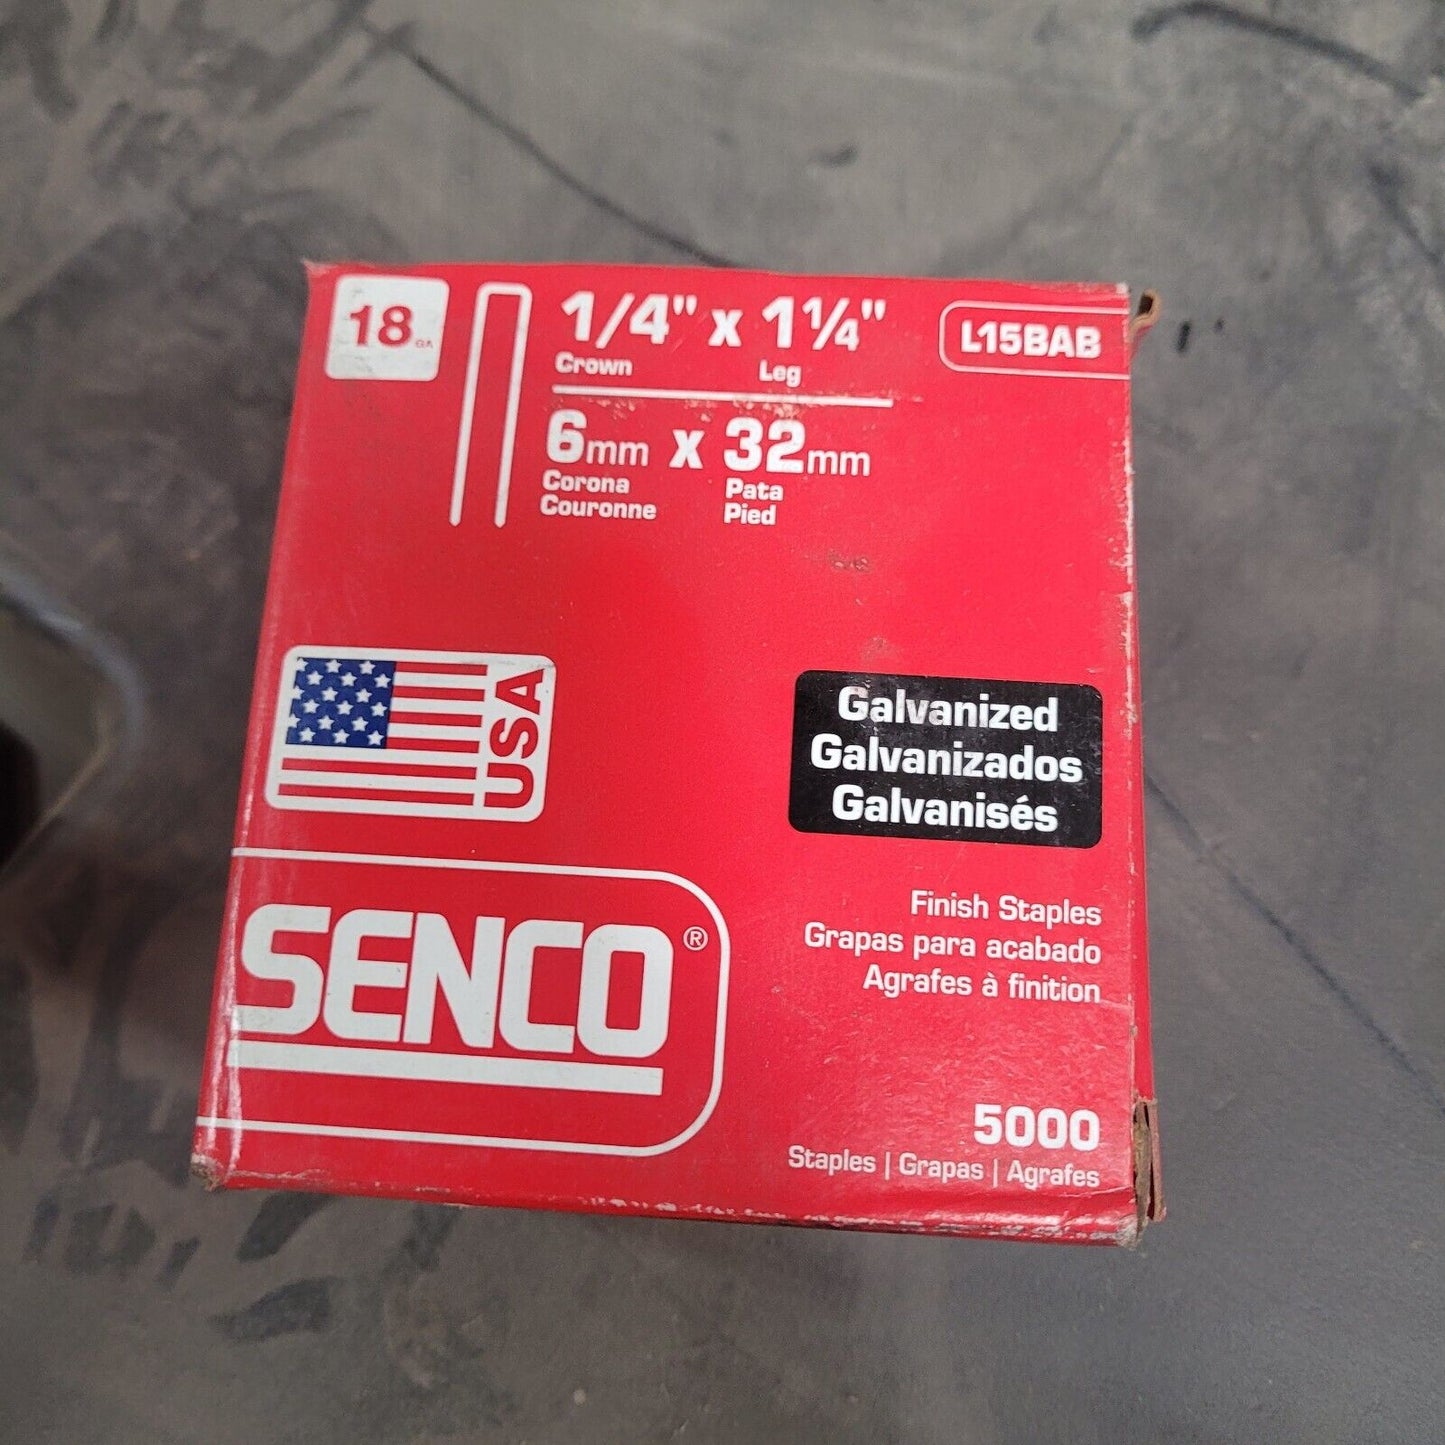 18 GA
1/4" x 1¼"
Crown Leg
L15BAB
6mm x 32mm
Corona Pata
Couronne Pied
USA
Galvanized
Galvanizados
Galvanisés
SENCO®
Finish Staples
Grapas para acabado
Agrafes à finition
5000
Staples | Grapas | Agrafes